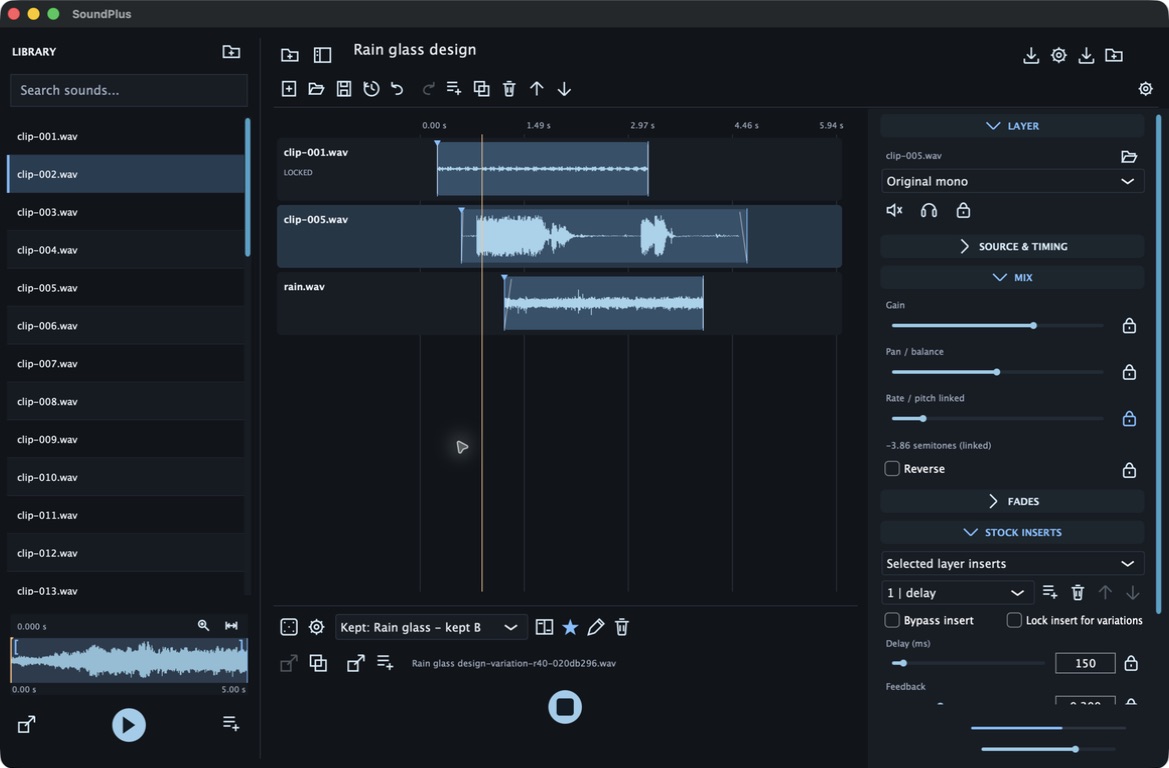 SoundPlus
LIBRARY
Search sounds...
clip-001.wav
clip-002.wav
clip-003.wav
clip-004.wav
clip-005.wav
clip-006.wav
clip-007.wav
clip-008.wav
clip-009.wav
clip-010.wav
clip-011.wav
clip-012.wav
clip-013.wav
0.000 s
0.00 s 5.00 s
Rain glass design
0.00 s 1.49 s 2.97 s 4.46 s 5.94 s
clip-001.wav
LOCKED
clip-005.wav
rain.wav
Kept: Rain glass - kept B
Rain glass design-variation-r40-020db296.wav
LAYER
clip-005.wav
Original mono
SOURCE & TIMING
MIX
Gain
Pan / balance
Rate / pitch linked
-3.86 semitones (linked)
Reverse
FADES
STOCK INSERTS
Selected layer inserts
1 | delay
Bypass insert Lock insert for variations
Delay (ms)
150
Feedback